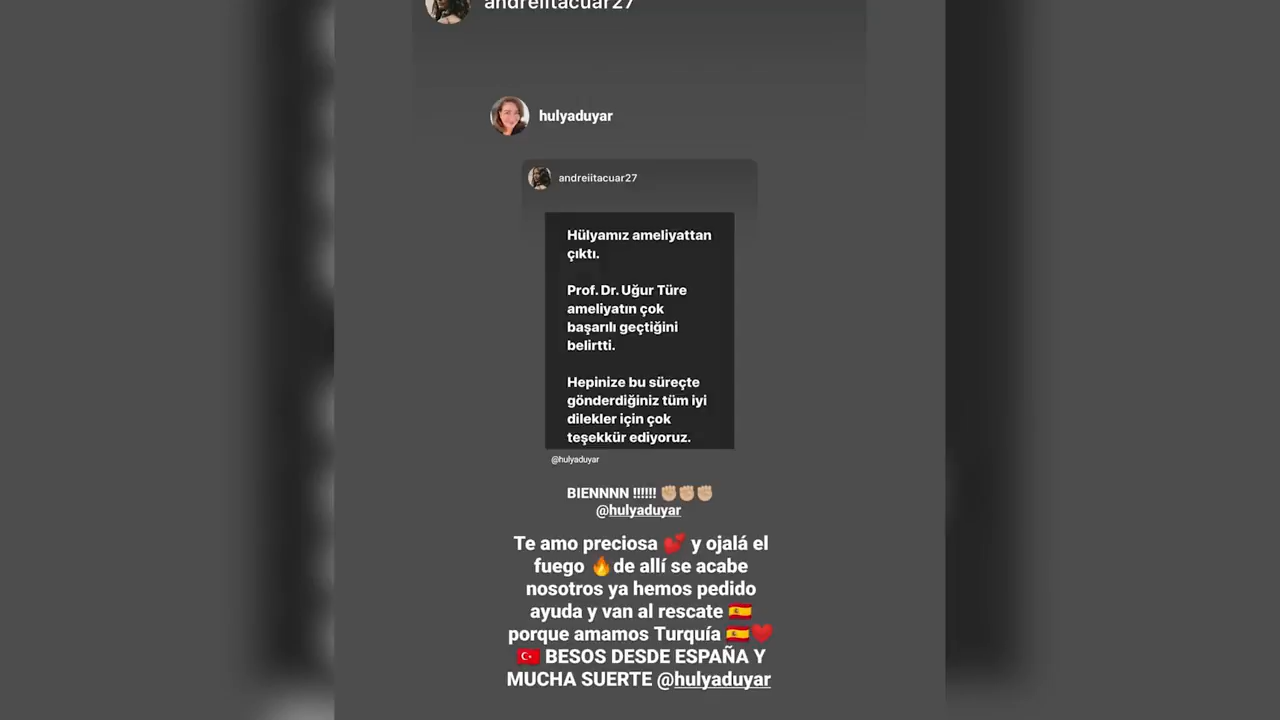 andreiitacuar27
hulyaduyar
andreiitacuar27
Hülyamız ameliyattan
çıktı.
Prof. Dr. Uğur Türe
ameliyatın çok
başarılı geçtiğini
belirtti.
Hepinize bu süreçte
gönderdiğiniz tüm iyi
dilekler için çok
teşekkür ediyoruz.
@hulyaduyar
BIENNNN !!!!!! ✊🏼✊🏼✊🏼
@hulyaduyar
Te amo preciosa 💕 y ojalá el
fuego 🔥de allí se acabe
nosotros ya hemos pedido
ayuda y van al rescate 🇪🇸
porque amamos Turquía 🇪🇸❤️
🇹🇷 BESOS DESDE ESPAÑA Y
MUCHA SUERTE @hulyaduyar